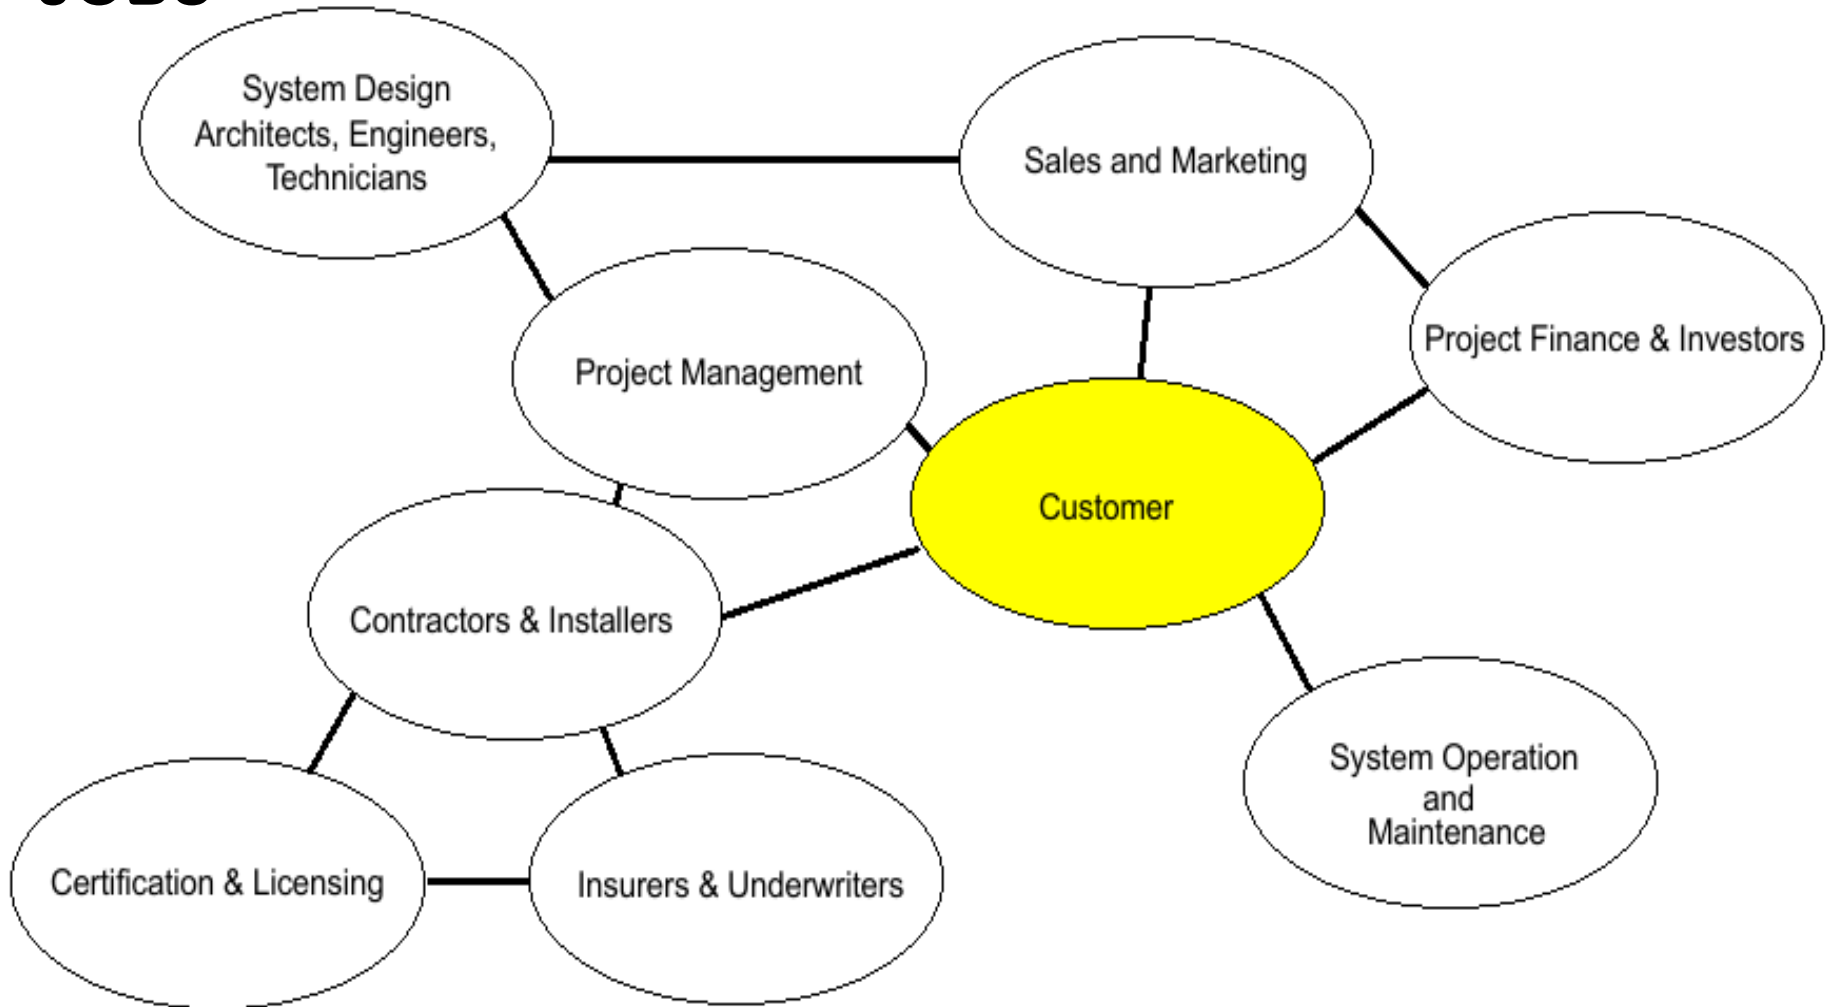 System Design
Architects, Engineers,
Technicians
Sales and Marketing
Project Finance & Investors
Project Management
Customer
Contractors & Installers
System Operation
and
Maintenance
Certification & Licensing
Insurers & Underwriters